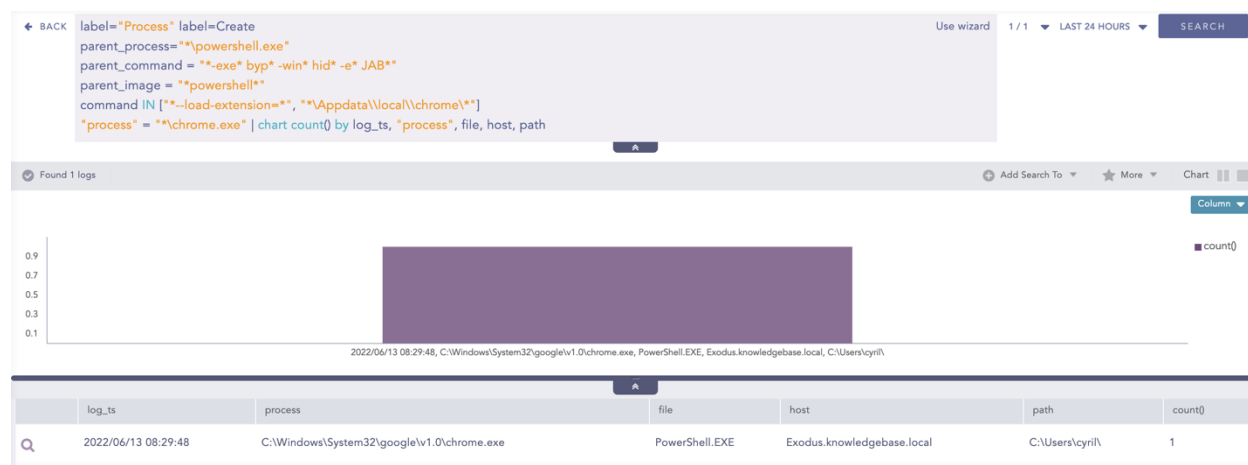 BACK
label="Process" label=Create
Use wizard
1 / 1
LAST 24 HOURS
SEARCH
parent_process="*\powershell.exe"
parent_command = "*-exe* byp* -win* hid* -e* JAB*"
parent_image = "*powershell*"
command IN ["*--load-extension=*", "*\Appdata\\local\\chrome\*"]
"process" = "*\chrome.exe" | chart count() by log_ts, "process", file, host, path
Found 1 logs
Add Search To
More
Chart
Column
count()
0.9
0.7
0.5
0.3
0.1
2022/06/13 08:29:48, C:\Windows\System32\google\v1.0\chrome.exe, PowerShell.EXE, Exodus.knowledgebase.local, C:\Users\cyril\
log_ts process file host path count()
2022/06/13 08:29:48 C:\Windows\System32\google\v1.0\chrome.exe PowerShell.EXE Exodus.knowledgebase.local C:\Users\cyril\ 1